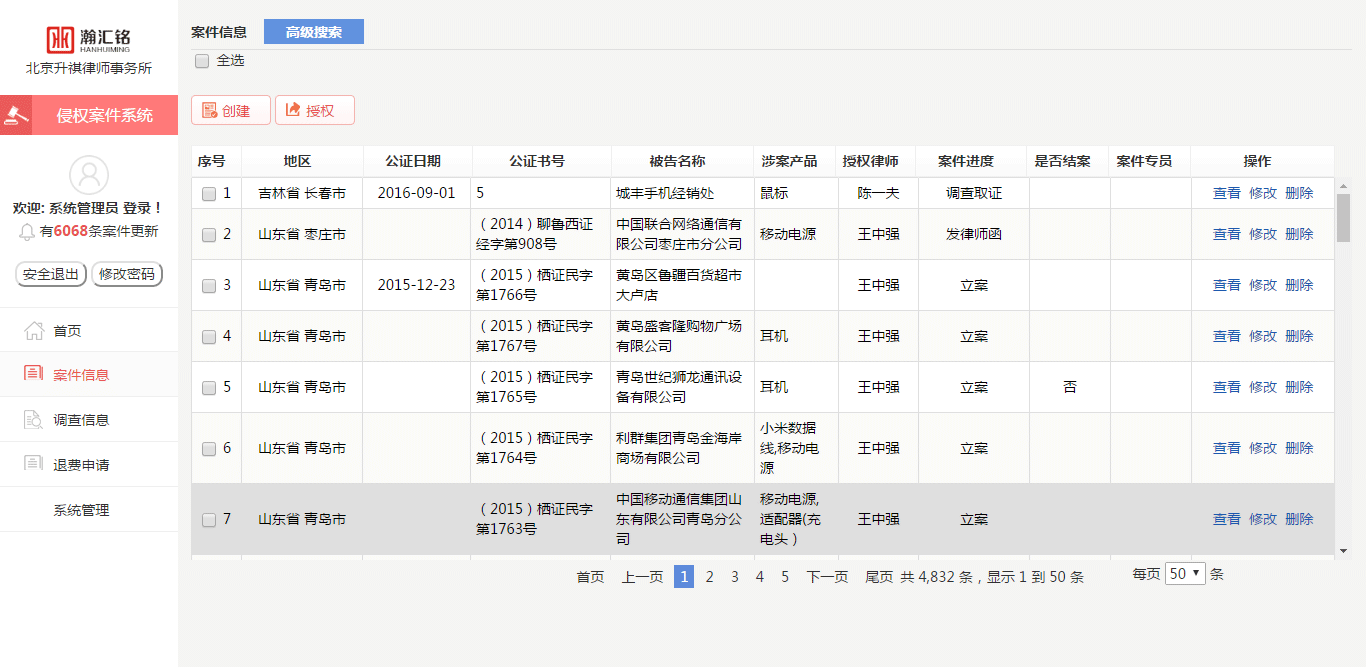 瀚汇铭
HANHUIMING
北京升祺律师事务所
侵权案件系统
欢迎: 系统管理员 登录！
有6068条案件更新
安全退出 修改密码
首页
案件信息
调查信息
退费申请
系统管理
案件信息 高级搜索
全选
创建 授权
序号 地区 公证日期 公证书号 被告名称 涉案产品 授权律师 案件进度 是否结案 案件专员 操作
1 吉林省 长春市 2016-09-01 5 城丰手机经销处 鼠标 陈一夫 调查取证 查看 修改 删除
2 山东省 枣庄市 （2014）聊鲁西证经字第908号 中国联合网络通信有限公司枣庄市分公司 移动电源 王中强 发律师函 查看 修改 删除
3 山东省 青岛市 2015-12-23 （2015）栖证民字第1766号 黄岛区鲁疆百货超市大卢店 王中强 立案 查看 修改 删除
4 山东省 青岛市 （2015）栖证民字第1767号 黄岛盛客隆购物广场有限公司 耳机 王中强 立案 查看 修改 删除
5 山东省 青岛市 （2015）栖证民字第1765号 青岛世纪狮龙通讯设备有限公司 耳机 王中强 立案 否 查看 修改 删除
6 山东省 青岛市 （2015）栖证民字第1764号 利群集团青岛金海岸商场有限公司 小米数据线,移动电源 王中强 立案 查看 修改 删除
7 山东省 青岛市 （2015）栖证民字第1763号 中国移动通信集团山东有限公司青岛分公司 移动电源,适配器(充电头） 王中强 立案 查看 修改 删除
首页 上一页 1 2 3 4 5 下一页 尾页 共 4,832 条，显示 1 到 50 条 每页 50 条